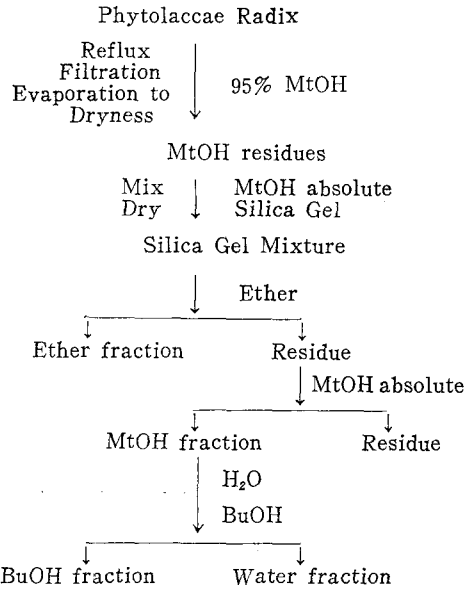 Phytolaccae Radix
Reflux
Filtration
Evaporation to
Dryness
95% MtOH
MtOH residues
Mix
Dry
MtOH absolute
Silica Gel
Silica Gel Mixture
Ether
Ether fraction
Residue
MtOH absolute
MtOH fraction
Residue
H₂O
BuOH
BuOH fraction
Water fraction